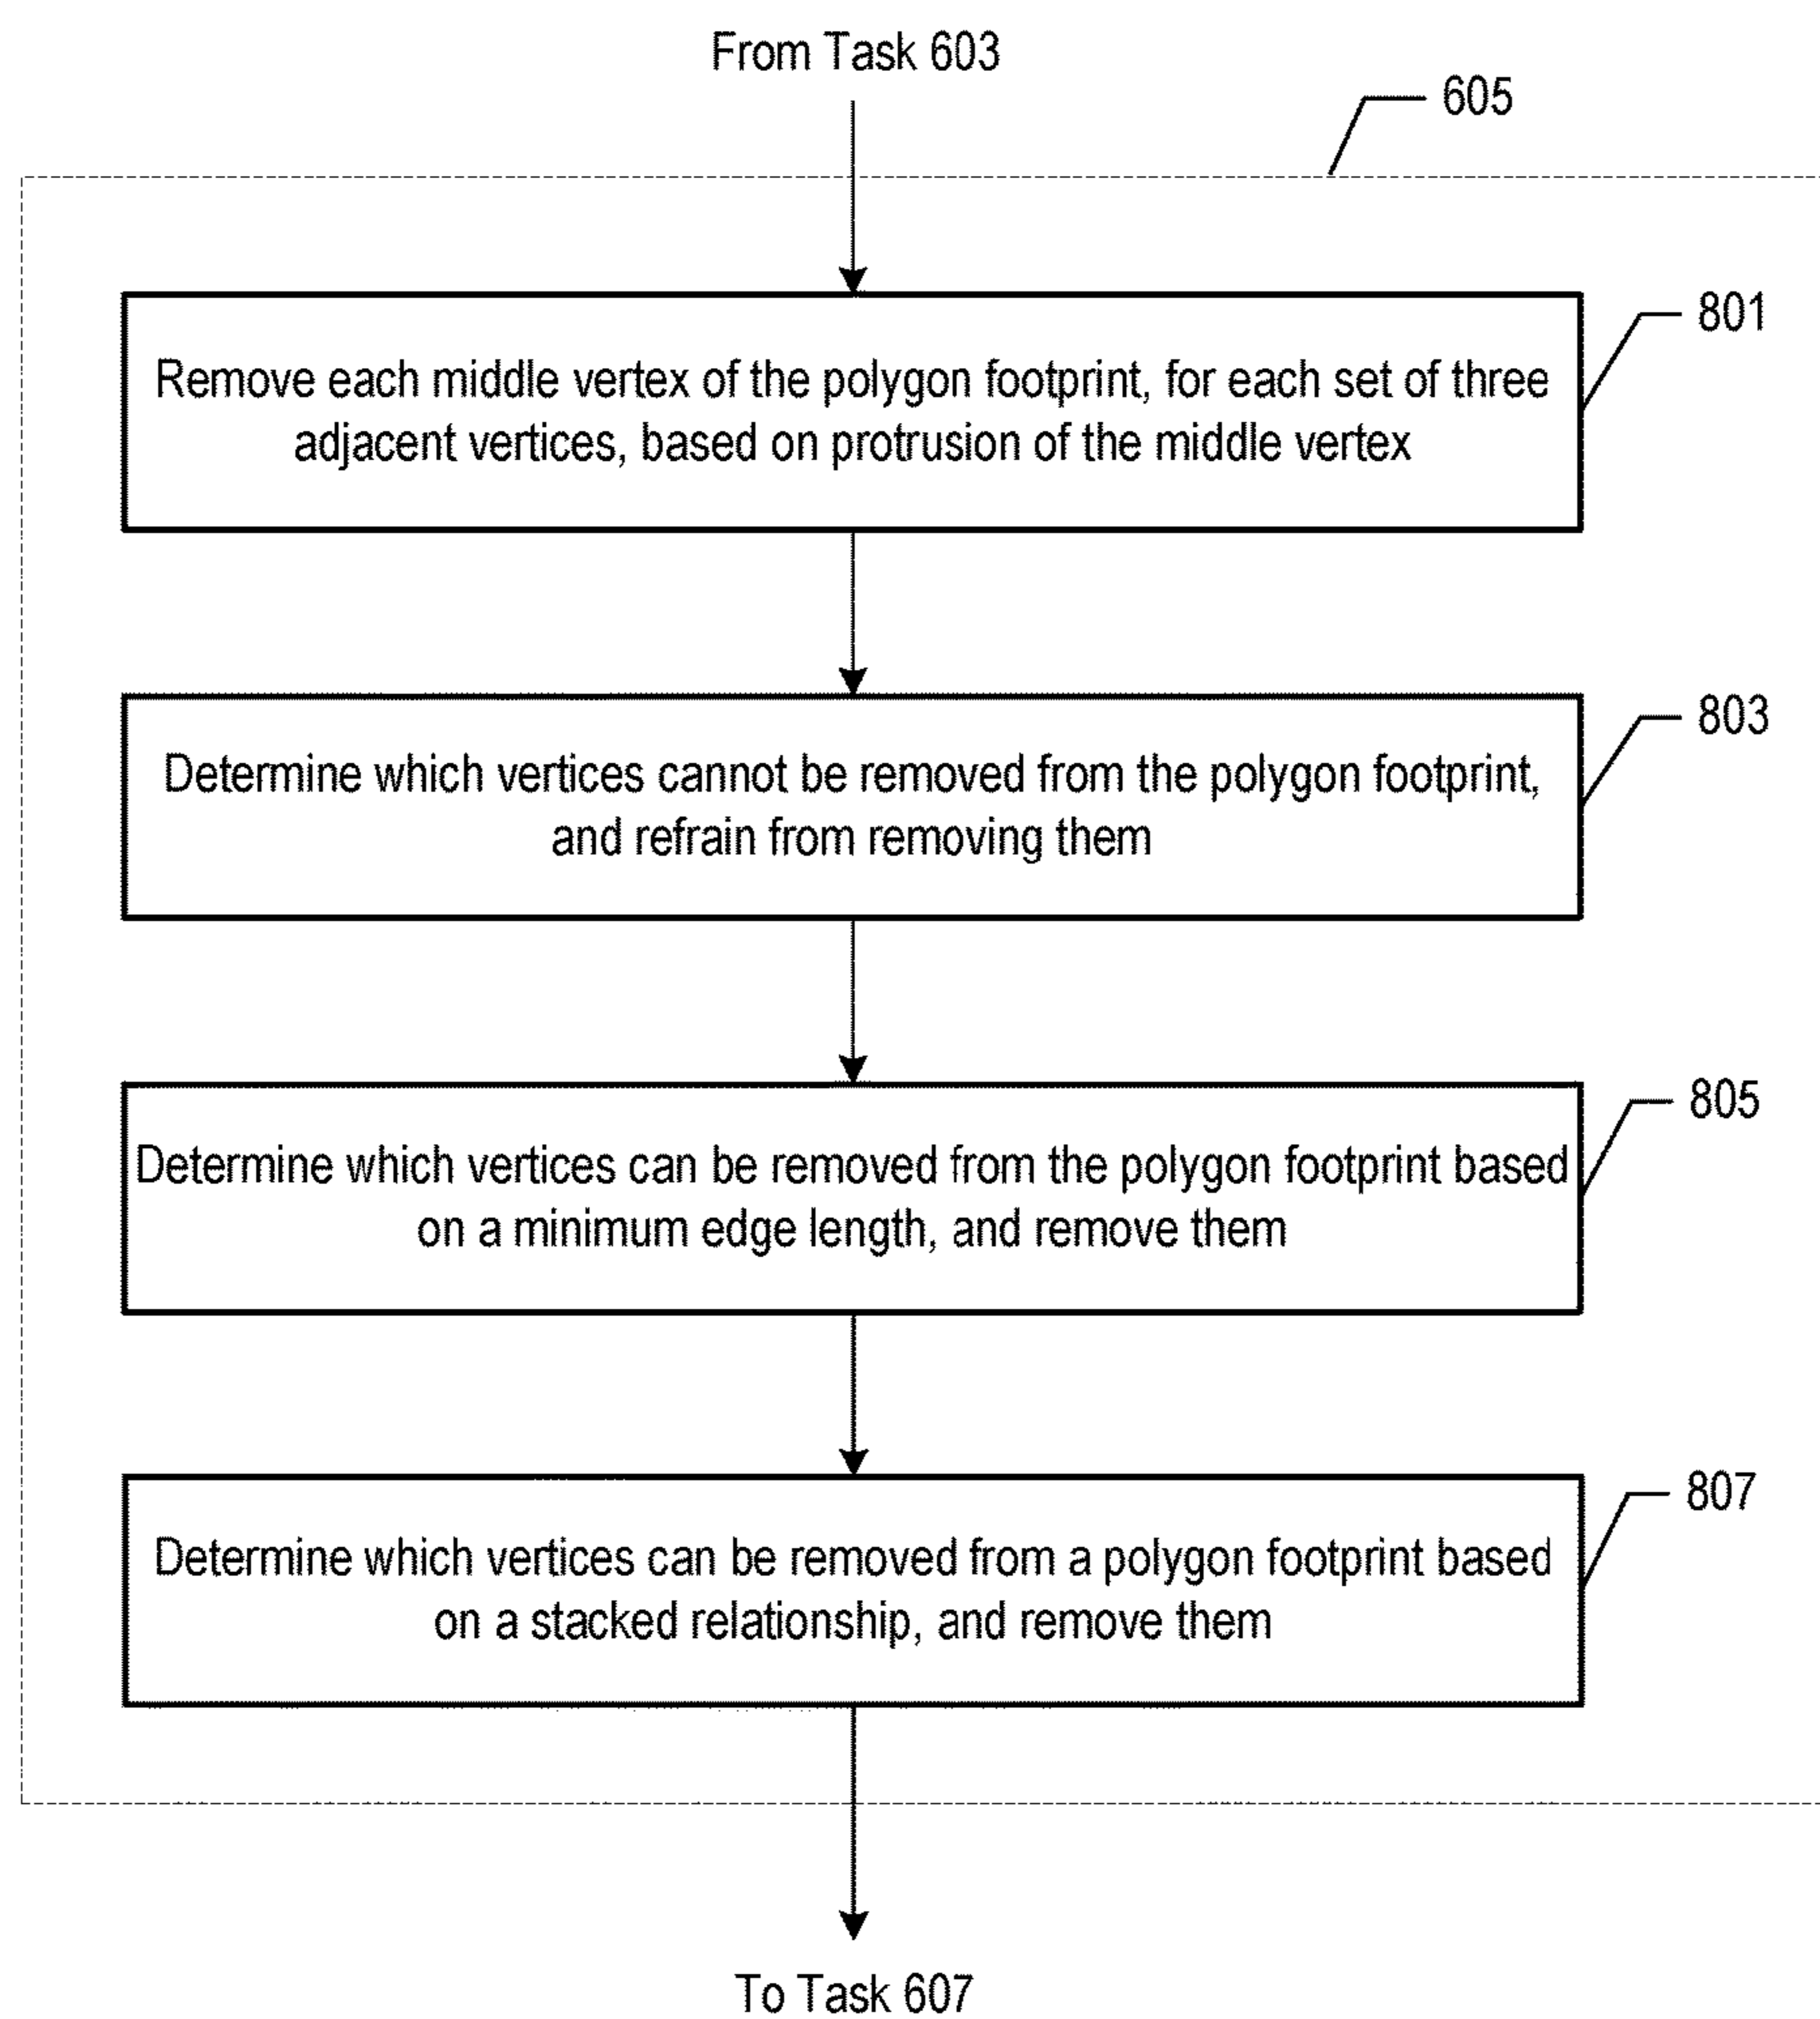 From Task 603
605
801
Remove each middle vertex of the polygon footprint, for each set of three
adjacent vertices, based on protrusion of the middle vertex
803
Determine which vertices cannot be removed from the polygon footprint,
and refrain from removing them
805
Determine which vertices can be removed from the polygon footprint based
on a minimum edge length, and remove them
807
Determine which vertices can be removed from a polygon footprint based
on a stacked relationship, and remove them
To Task 607